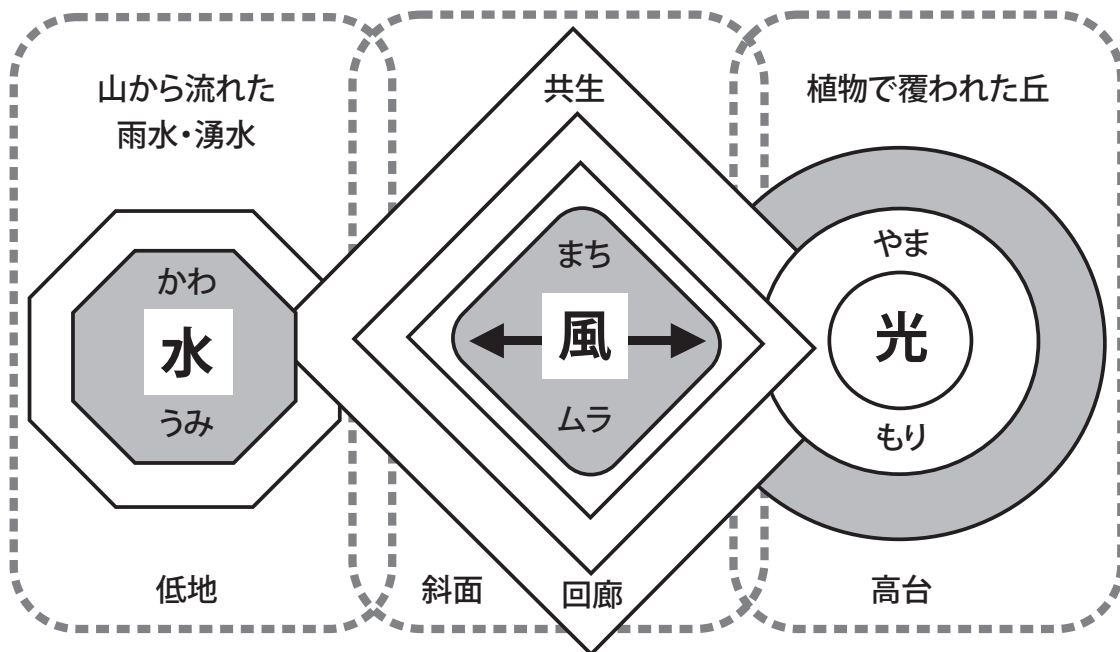 山から流れた
雨水・湧水
かわ
水
うみ
低地
共生
まち
風
ムラ
斜面
回廊
植物で覆われた丘
やま
光
もり
高台